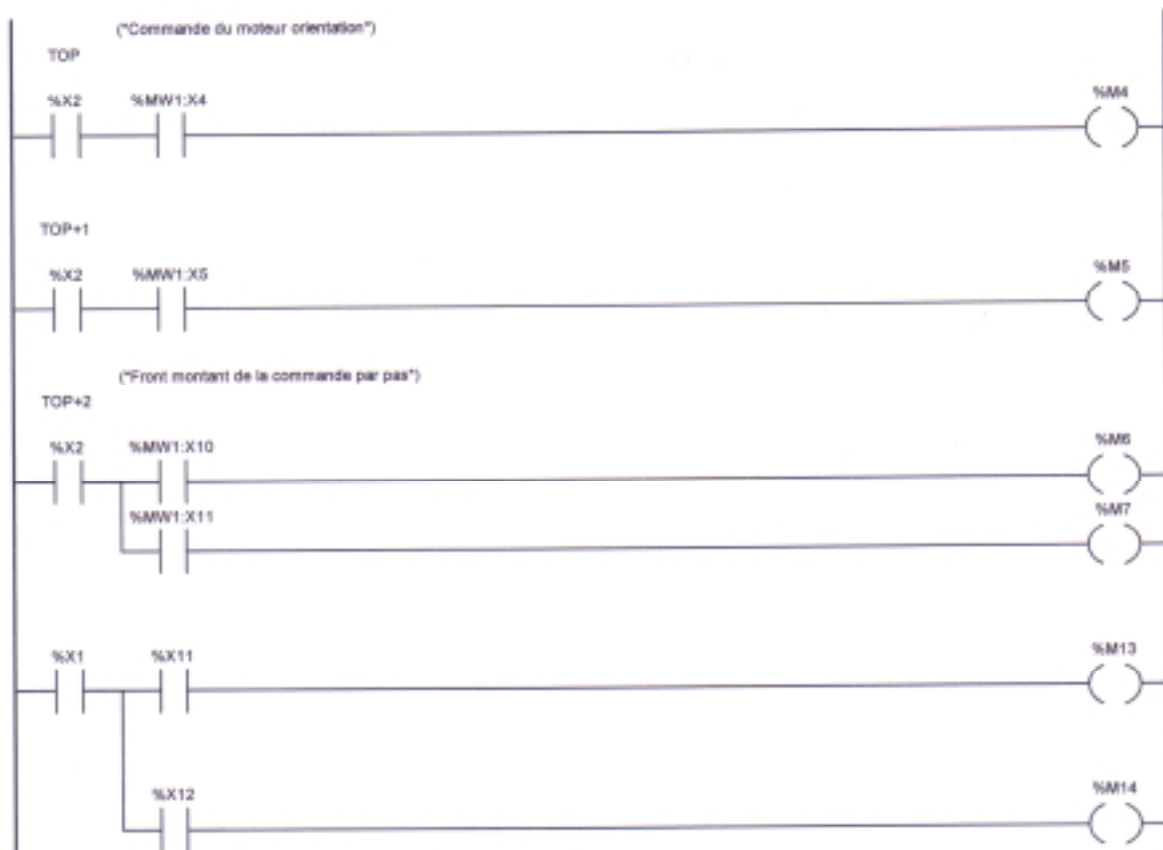 ("Commande du moteur orientation")
TOP
%X2 %MW1:X4 %M4
TOP+1
%X2 %MW1:X5 %M5
("Front montant de la commande par pas")
TOP+2
%X2 %MW1:X10 %M6
%MW1:X11 %M7
%X1 %X11 %M13
%X12 %M14